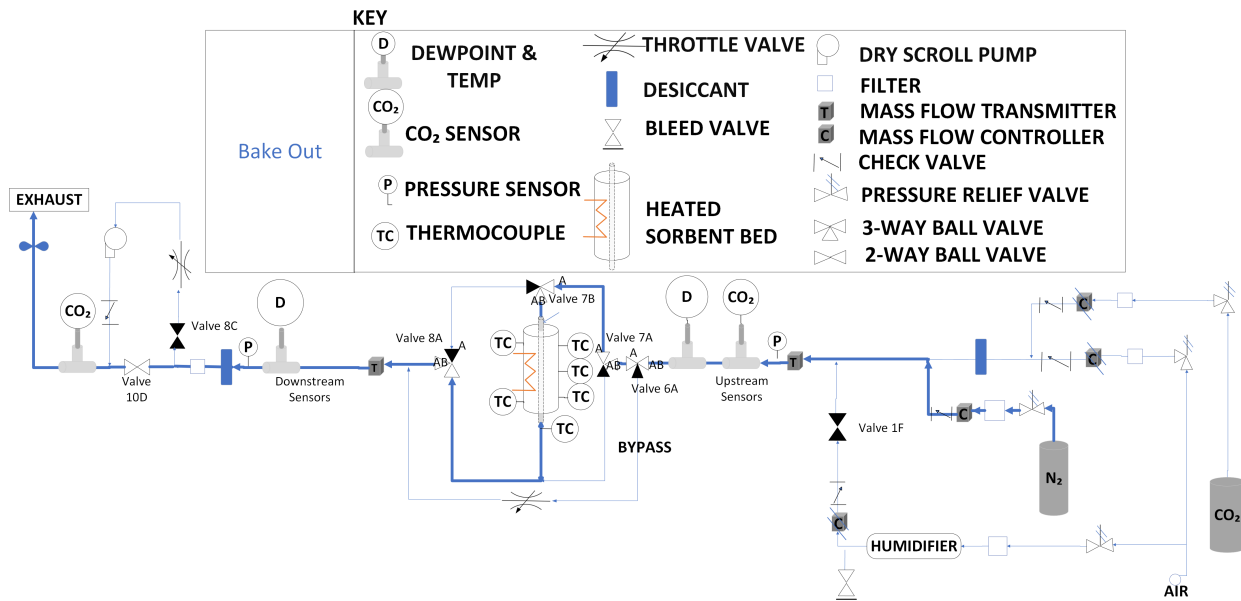 KEY
D
DEWPOINT &
TEMP
CO₂
CO₂ SENSOR
P
PRESSURE SENSOR
TC
THERMOCOUPLE
THROTTLE VALVE
DESICCANT
BLEED VALVE
HEATED
SORBENT BED
DRY SCROLL PUMP
FILTER
T
MASS FLOW TRANSMITTER
C
MASS FLOW CONTROLLER
CHECK VALVE
PRESSURE RELIEF VALVE
3-WAY BALL VALVE
2-WAY BALL VALVE
Bake Out
EXHAUST
CO₂
Valve
10D
Valve 8C
P
D
Downstream
Sensors
T
Valve 8A
A
AB
A
AB
Valve 7B
TC
TC
TC
TC
TC
TC
Valve 7A
A
AB
A
AB
Valve 6A
BYPASS
D
CO₂
Upstream
Sensors
P
T
Valve 1F
C
HUMIDIFIER
C
N₂
C
C
CO₂
AIR